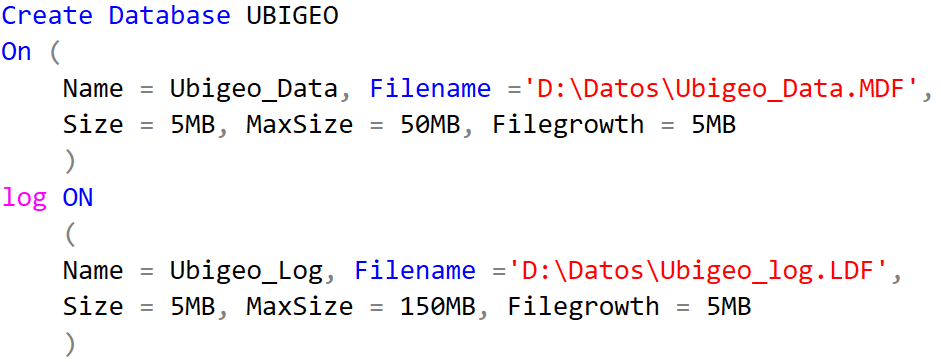 Create Database UBIGEO
On (
    Name = Ubigeo_Data, Filename ='D:\Datos\Ubigeo_Data.MDF',
    Size = 5MB, MaxSize = 50MB, Filegrowth = 5MB
    )
log ON
    (
    Name = Ubigeo_Log, Filename ='D:\Datos\Ubigeo_log.LDF',
    Size = 5MB, MaxSize = 150MB, Filegrowth = 5MB
    )